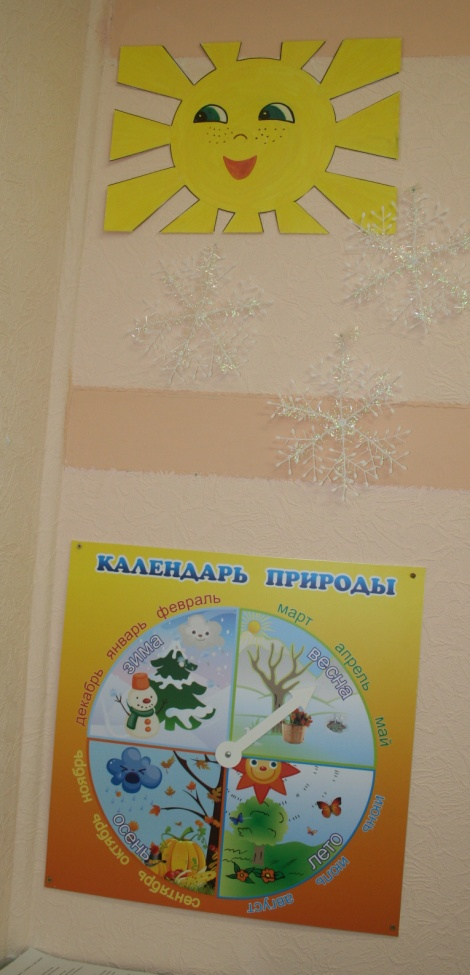 КАЛЕНДАРЬ ПРИРОДЫ
декабрь январь февраль
зима
март апрель май
весна
июнь июль август
лето
сентябрь октябрь ноябрь
осень